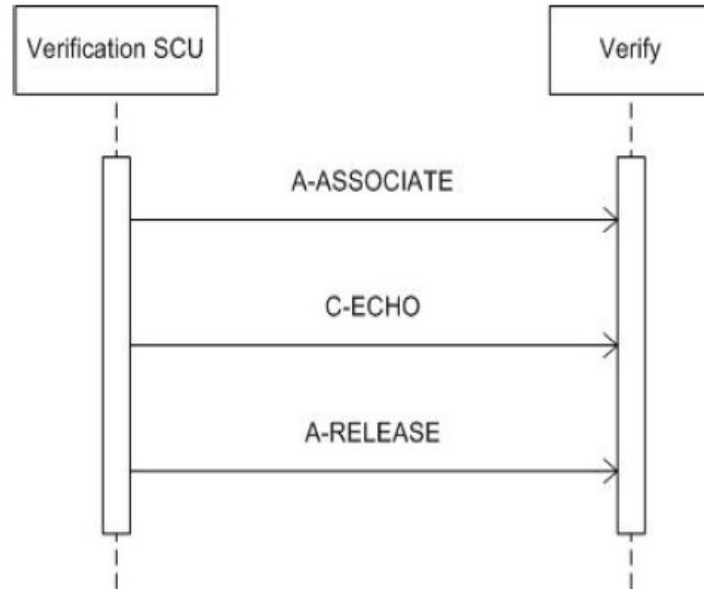 Verification SCU
Verify
A-ASSOCIATE
C-ECHO
A-RELEASE